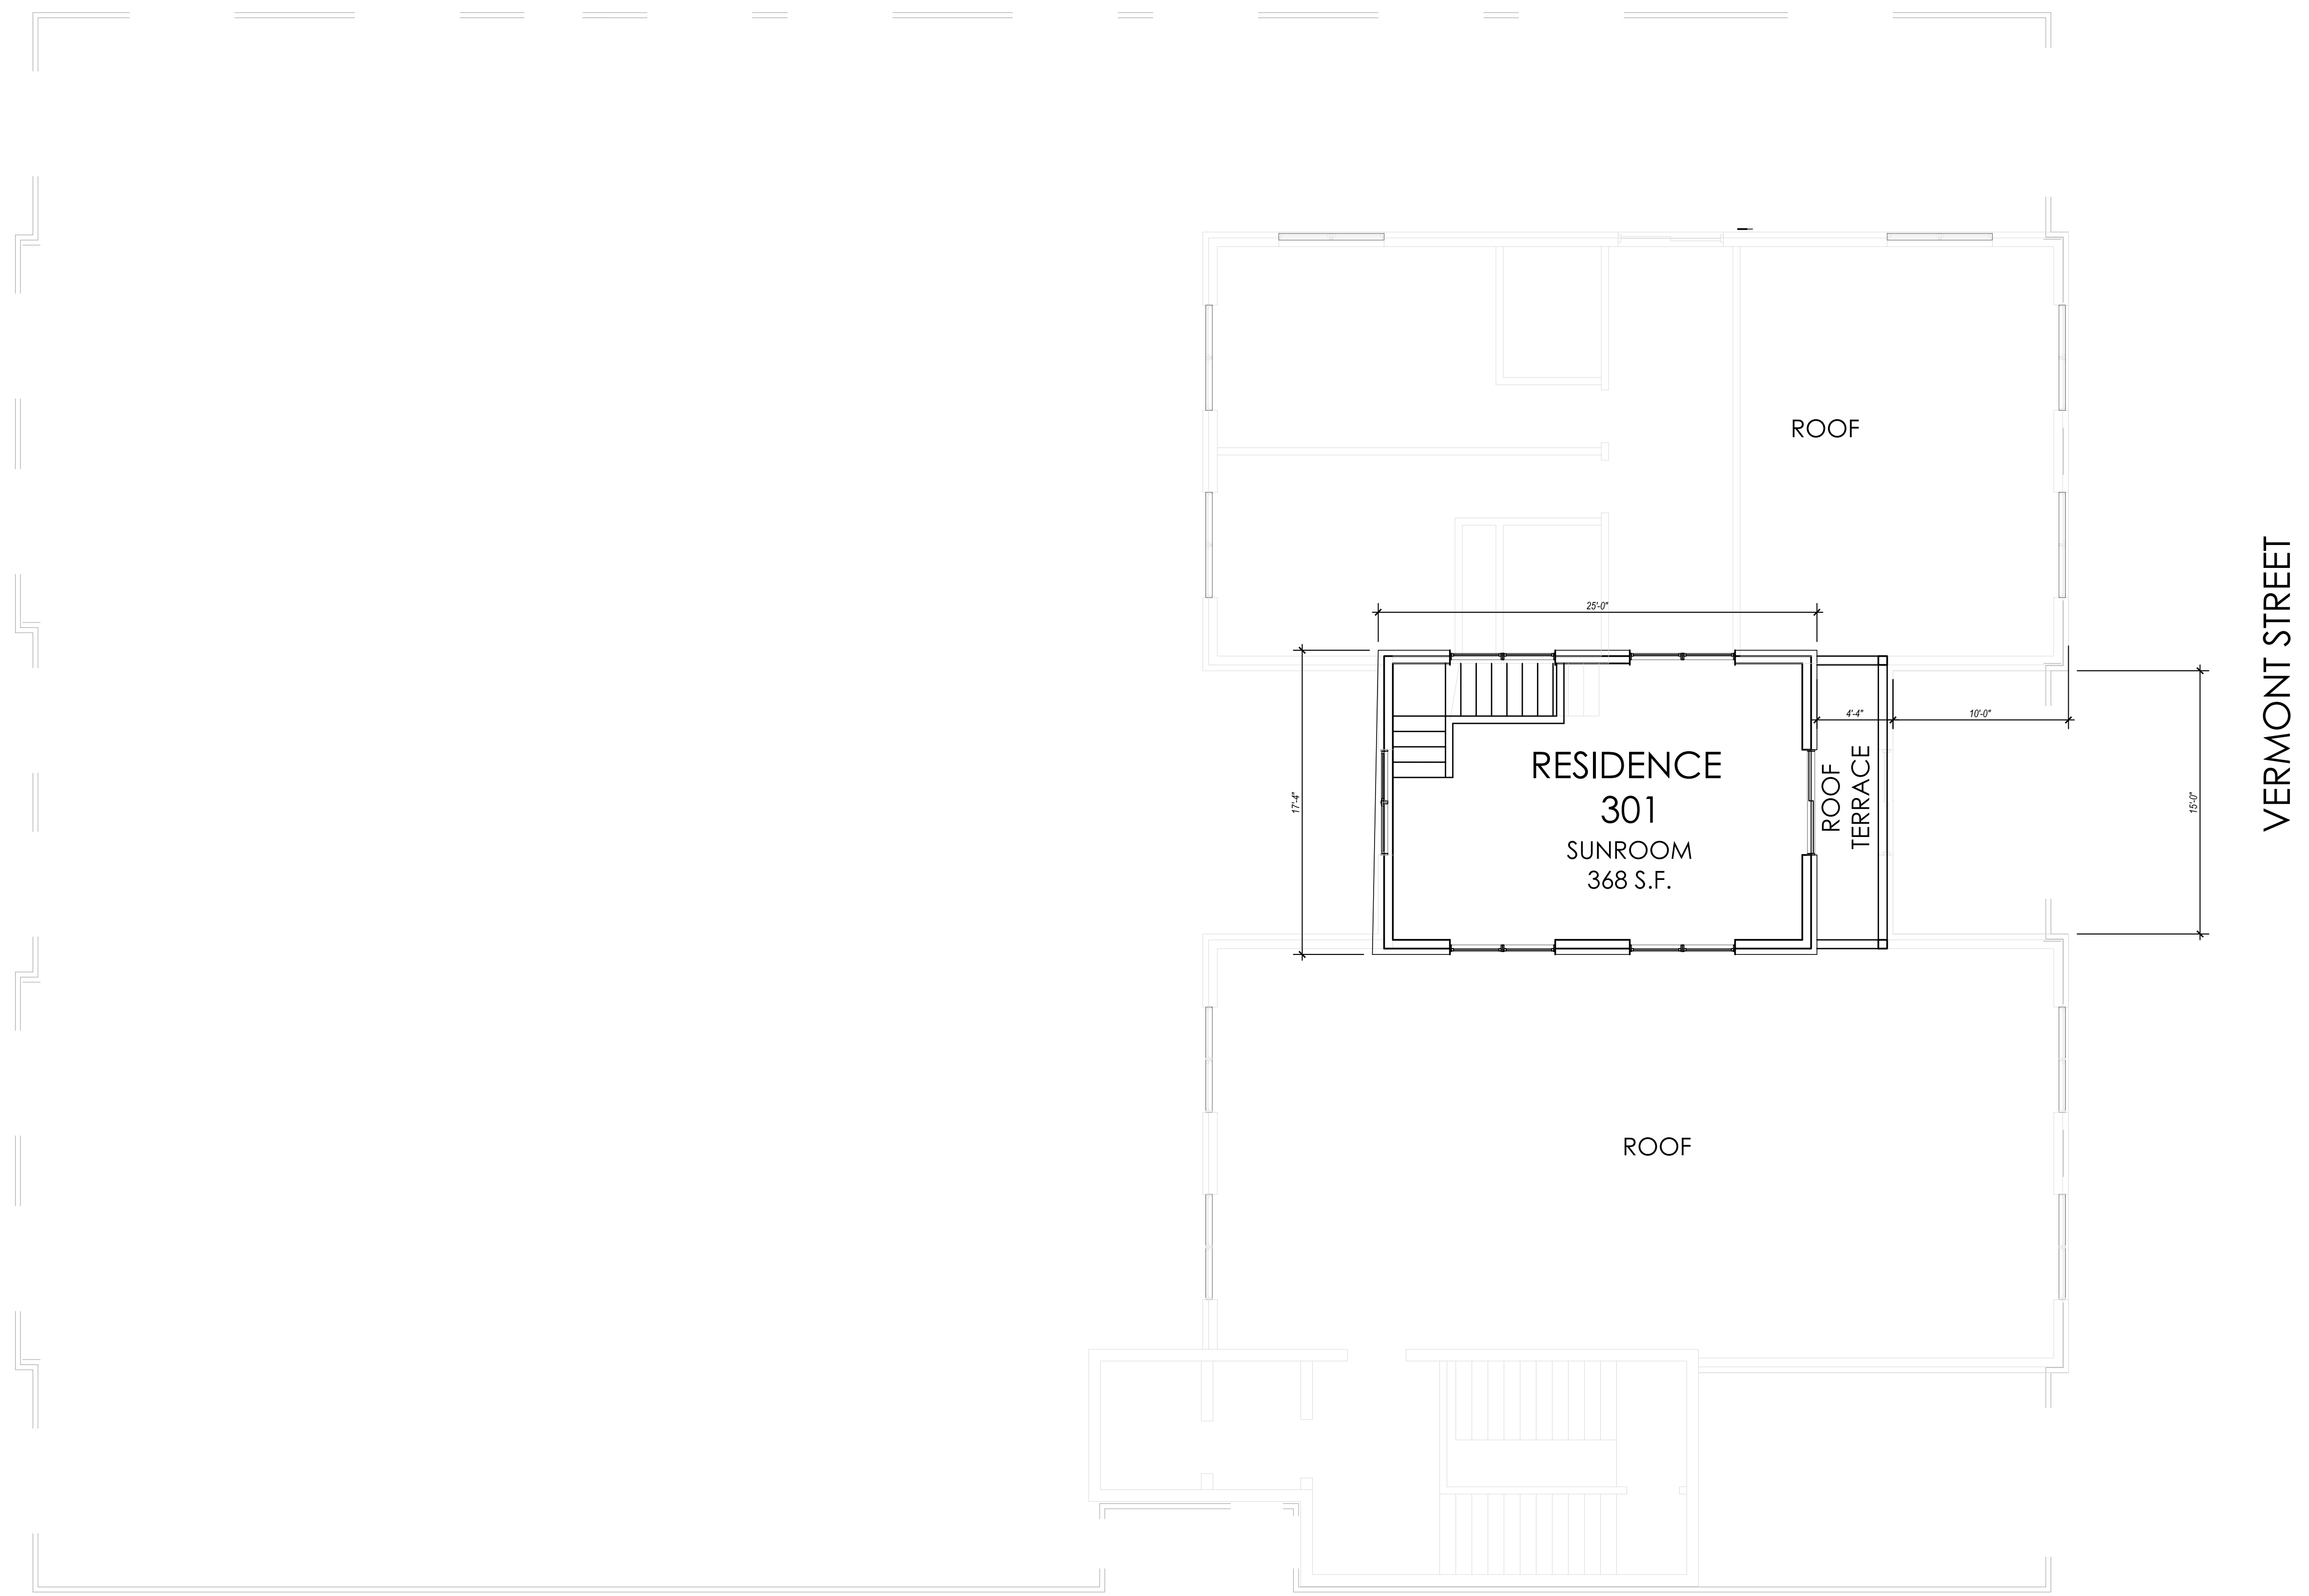 ROOF
VERMONT STREET
25'-0"
4'-4"
10'-0"
17'-4"
RESIDENCE
301
SUNROOM
368 S.F.
ROOF
TERRACE
15'-0"
ROOF